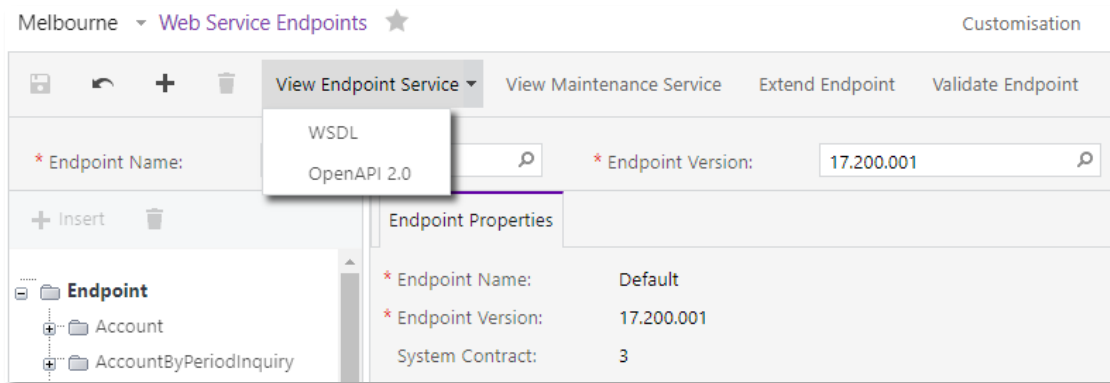 Melbourne Web Service Endpoints Customisation
View Endpoint Service View Maintenance Service Extend Endpoint Validate Endpoint
WSDL
OpenAPI 2.0
* Endpoint Name: * Endpoint Version: 17.200.001
Insert
Endpoint Properties
Endpoint
Account
AccountByPeriodInquiry
* Endpoint Name: Default
* Endpoint Version: 17.200.001
System Contract: 3